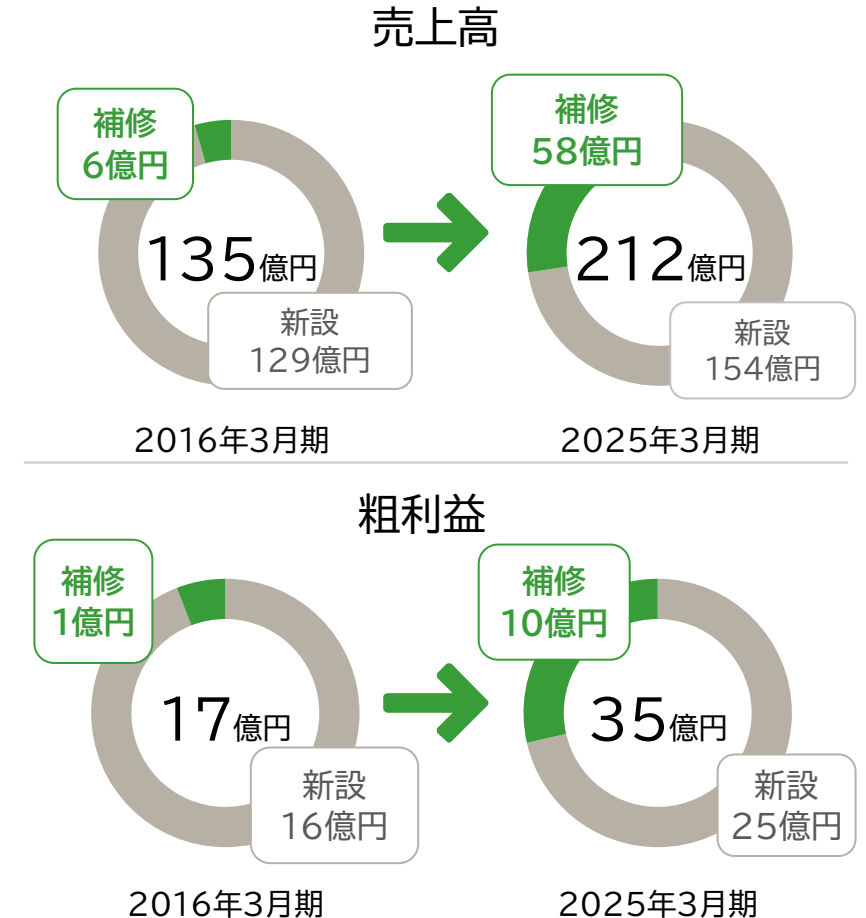 売上高
補修
6億円
135億円
新設
129億円
2016年3月期
補修
58億円
212億円
新設
154億円
2025年3月期
粗利益
補修
1億円
17億円
新設
16億円
2016年3月期
補修
10億円
35億円
新設
25億円
2025年3月期